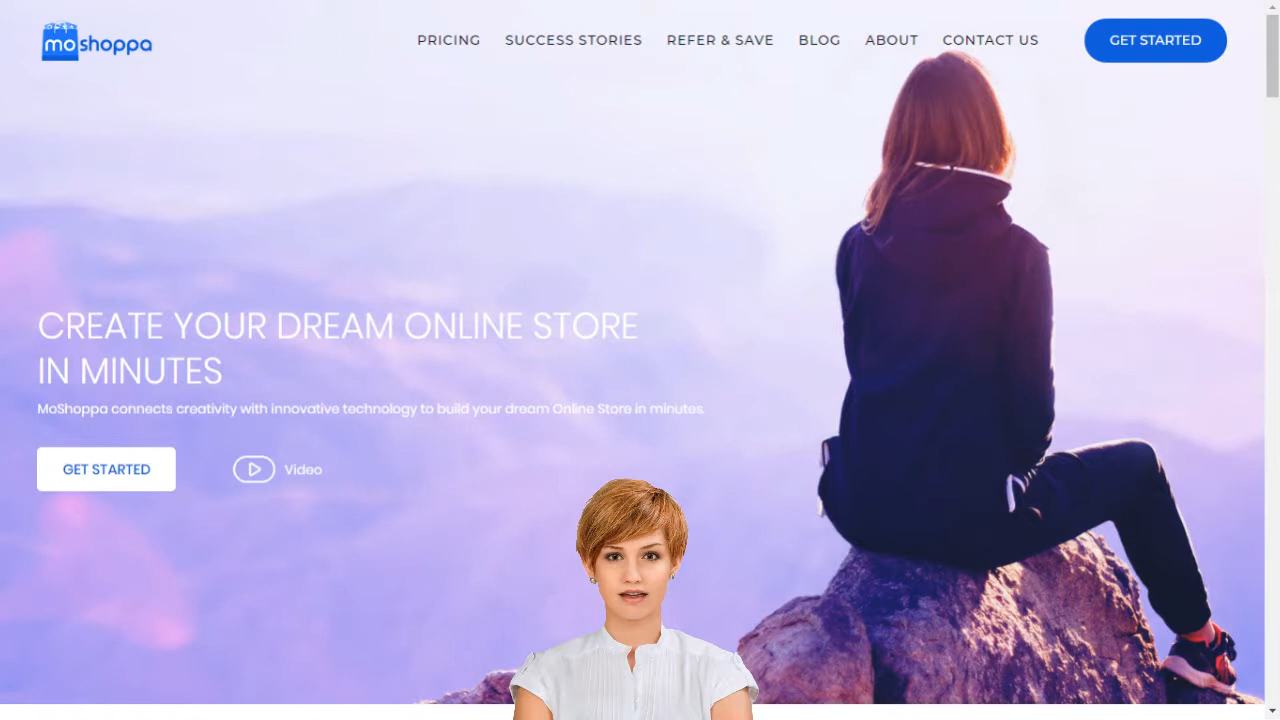 moshoppa
PRICING
SUCCESS STORIES
REFER & SAVE
BLOG
ABOUT
CONTACT US
GET STARTED
CREATE YOUR DREAM ONLINE STORE
IN MINUTES
MoShoppa connects creativity with innovative technology to build your dream Online Store in minutes.
GET STARTED
Video